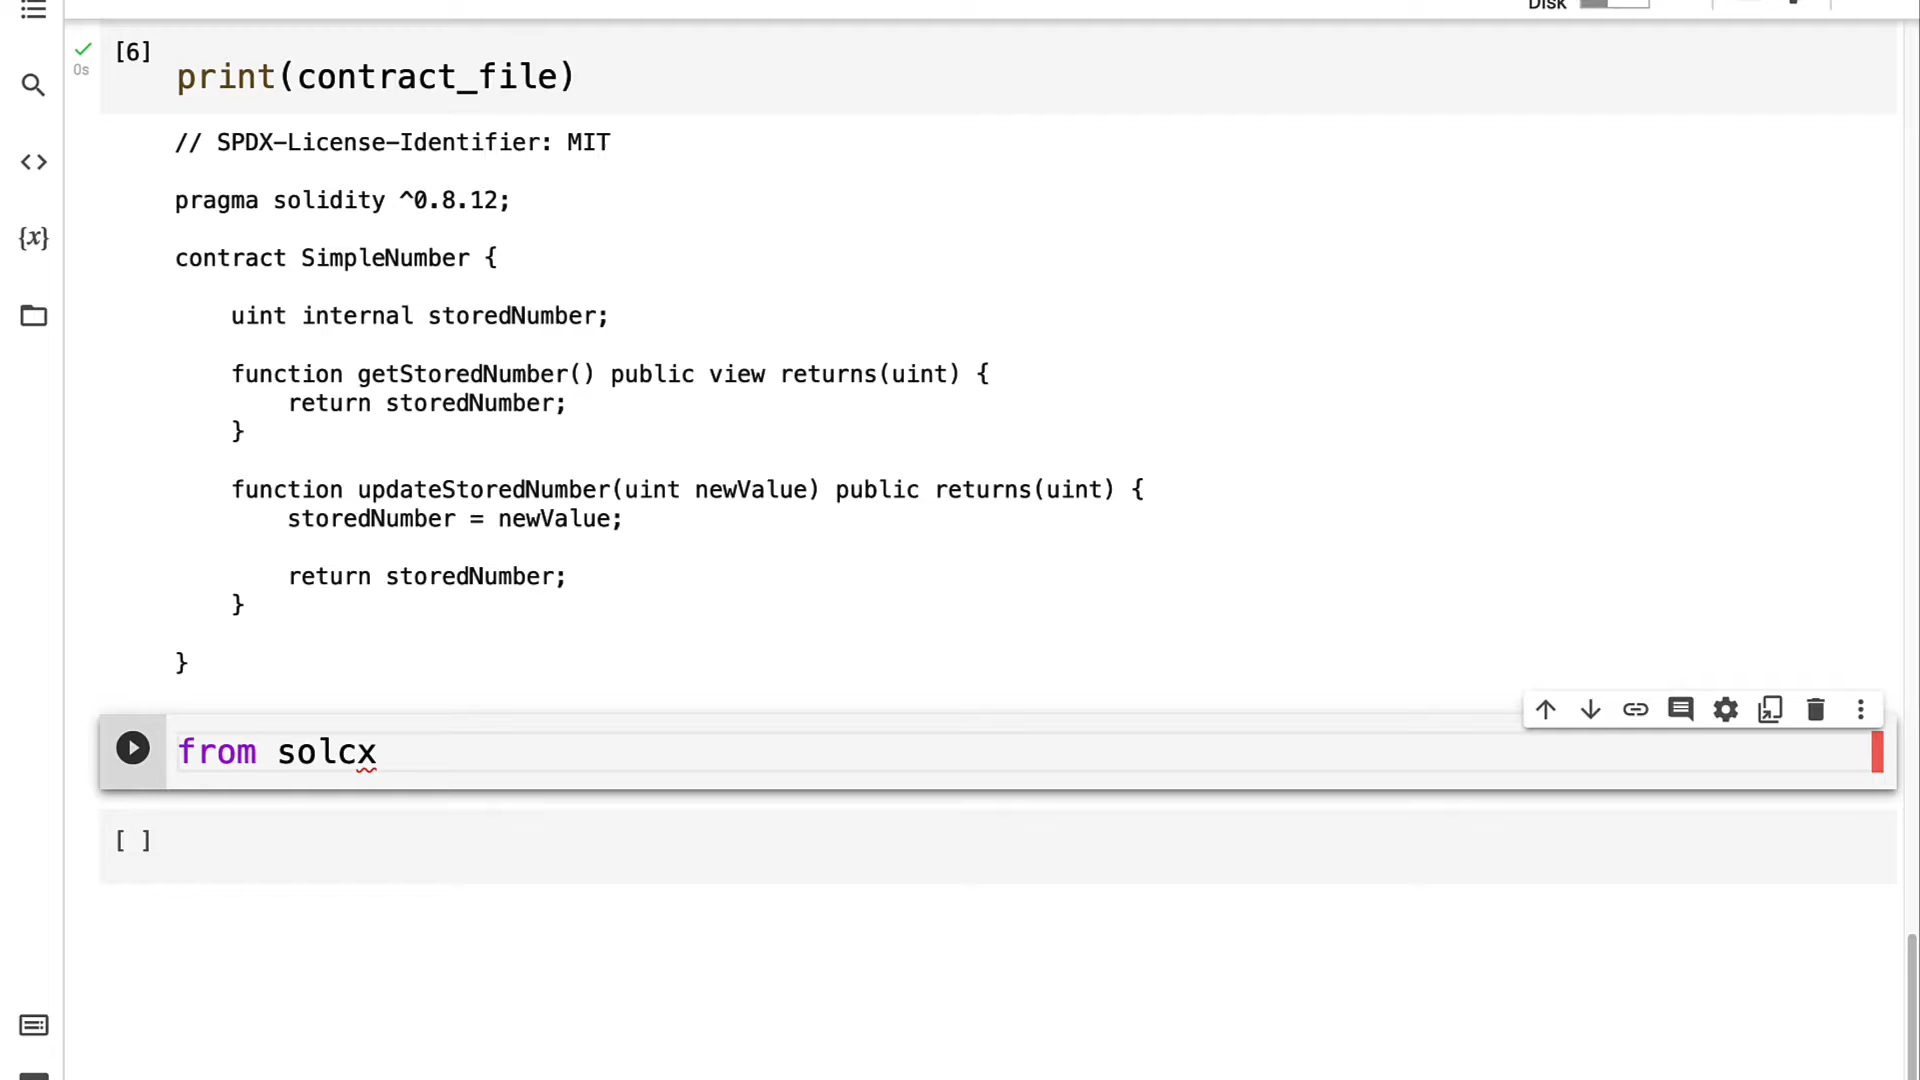 Disk
[6]
0s
print(contract_file)
// SPDX-License-Identifier: MIT
pragma solidity ^0.8.12;
contract SimpleNumber {
uint internal storedNumber;
function getStoredNumber() public view returns(uint) {
return storedNumber;
}
function updateStoredNumber(uint newValue) public returns(uint) {
storedNumber = newValue;
return storedNumber;
}
}
from solcx
[ ]